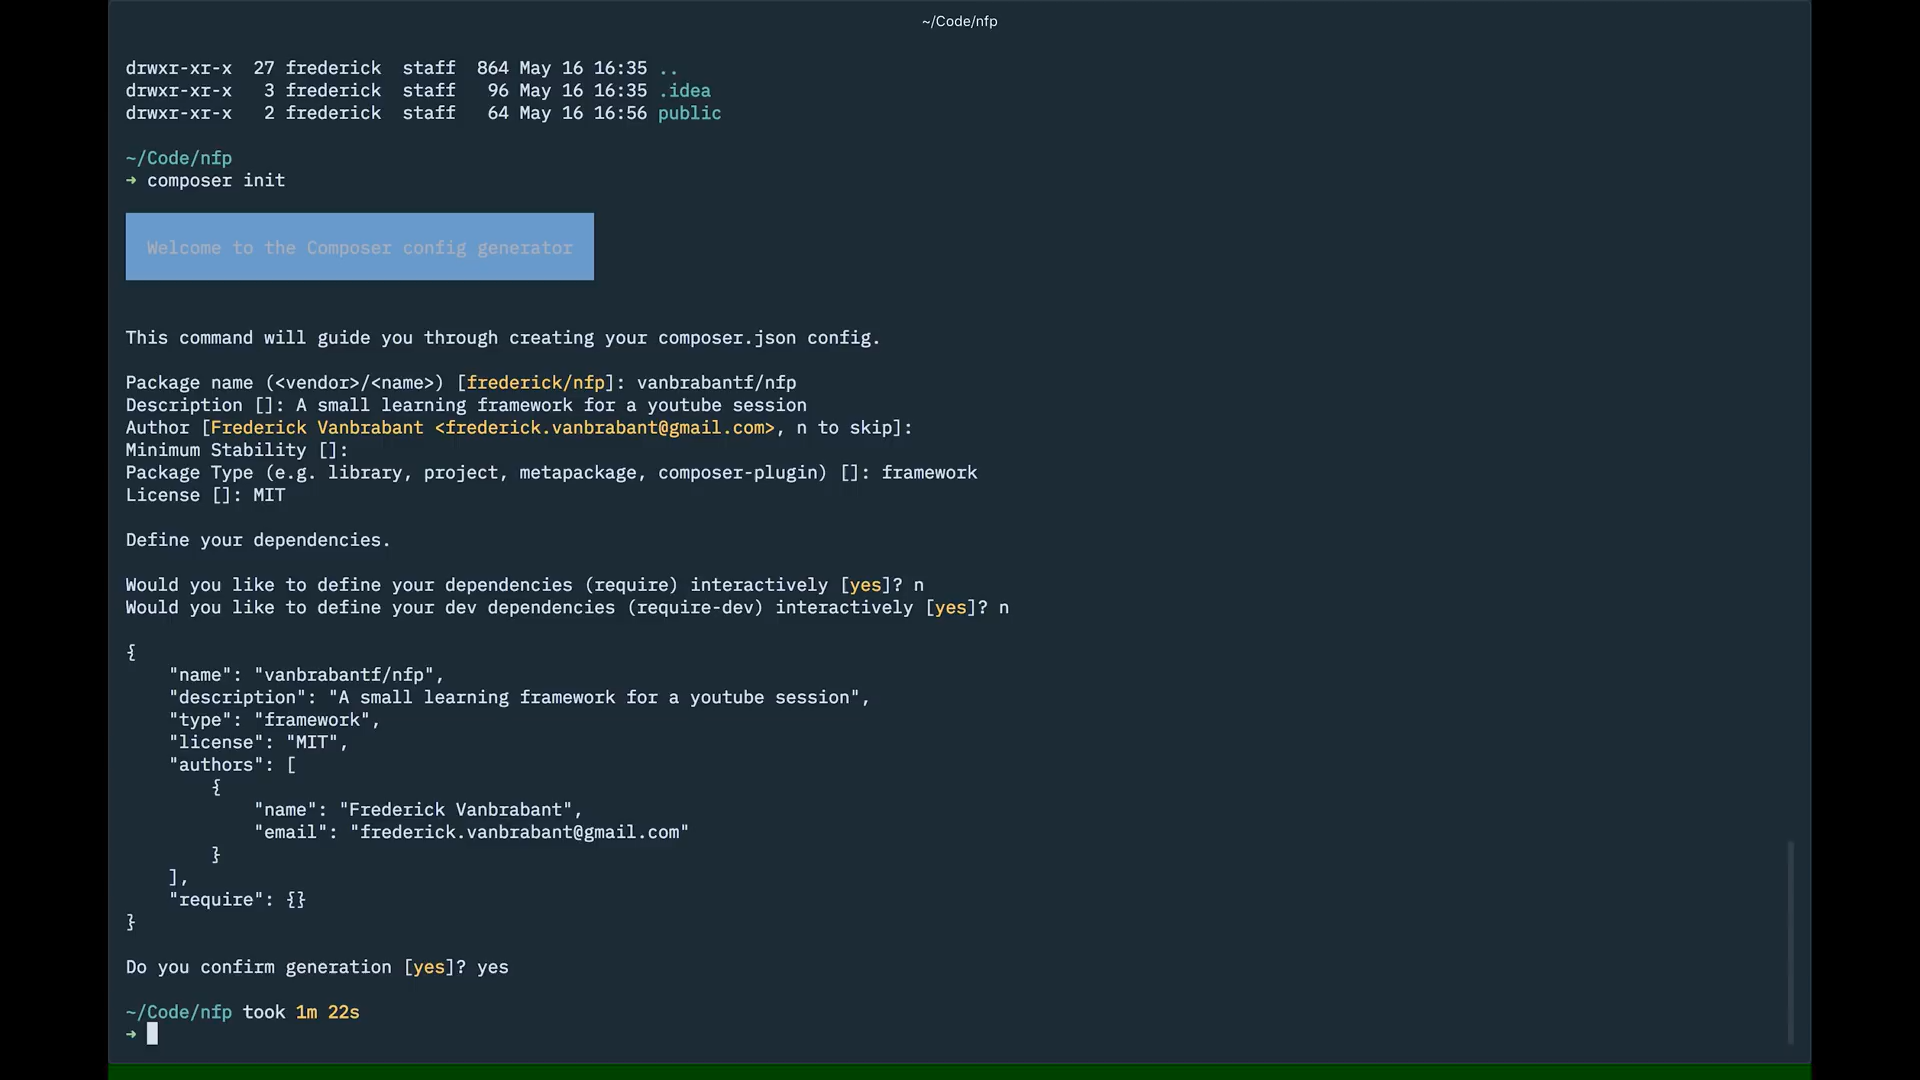 ~/Code/nfp
drwxr-xr-x  27 frederick  staff  864 May 16 16:35 ..
drwxr-xr-x   3 frederick  staff   96 May 16 16:35 .idea
drwxr-xr-x   2 frederick  staff   64 May 16 16:56 public
~/Code/nfp
➜ composer init
Welcome to the Composer config generator
This command will guide you through creating your composer.json config.
Package name (<vendor>/<name>) [frederick/nfp]: vanbrabantf/nfp
Description []: A small learning framework for a youtube session
Author [Frederick Vanbrabant <frederick.vanbrabant@gmail.com>, n to skip]:
Minimum Stability []:
Package Type (e.g. library, project, metapackage, composer-plugin) []: framework
License []: MIT
Define your dependencies.
Would you like to define your dependencies (require) interactively [yes]? n
Would you like to define your dev dependencies (require-dev) interactively [yes]? n
{
    "name": "vanbrabantf/nfp",
    "description": "A small learning framework for a youtube session",
    "type": "framework",
    "license": "MIT",
    "authors": [
        {
            "name": "Frederick Vanbrabant",
            "email": "frederick.vanbrabant@gmail.com"
        }
    ],
    "require": {}
}
Do you confirm generation [yes]? yes
~/Code/nfp took 1m 22s
➜